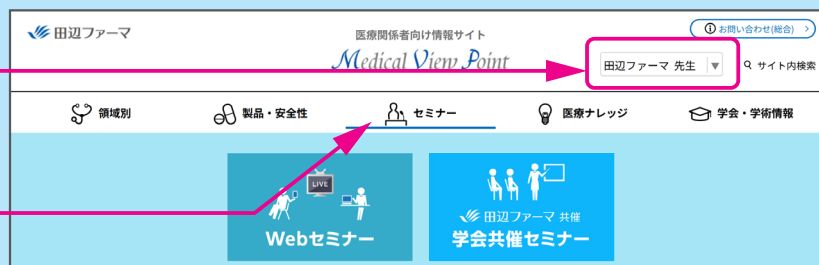 田辺ファーマ
医療関係者向け情報サイト
Medical View Point
お問い合わせ(総合)
田辺ファーマ 先生
サイト内検索
領域別
製品・安全性
セミナー
医療ナレッジ
学会・学術情報
LIVE
Webセミナー
田辺ファーマ 共催
学会共催セミナー